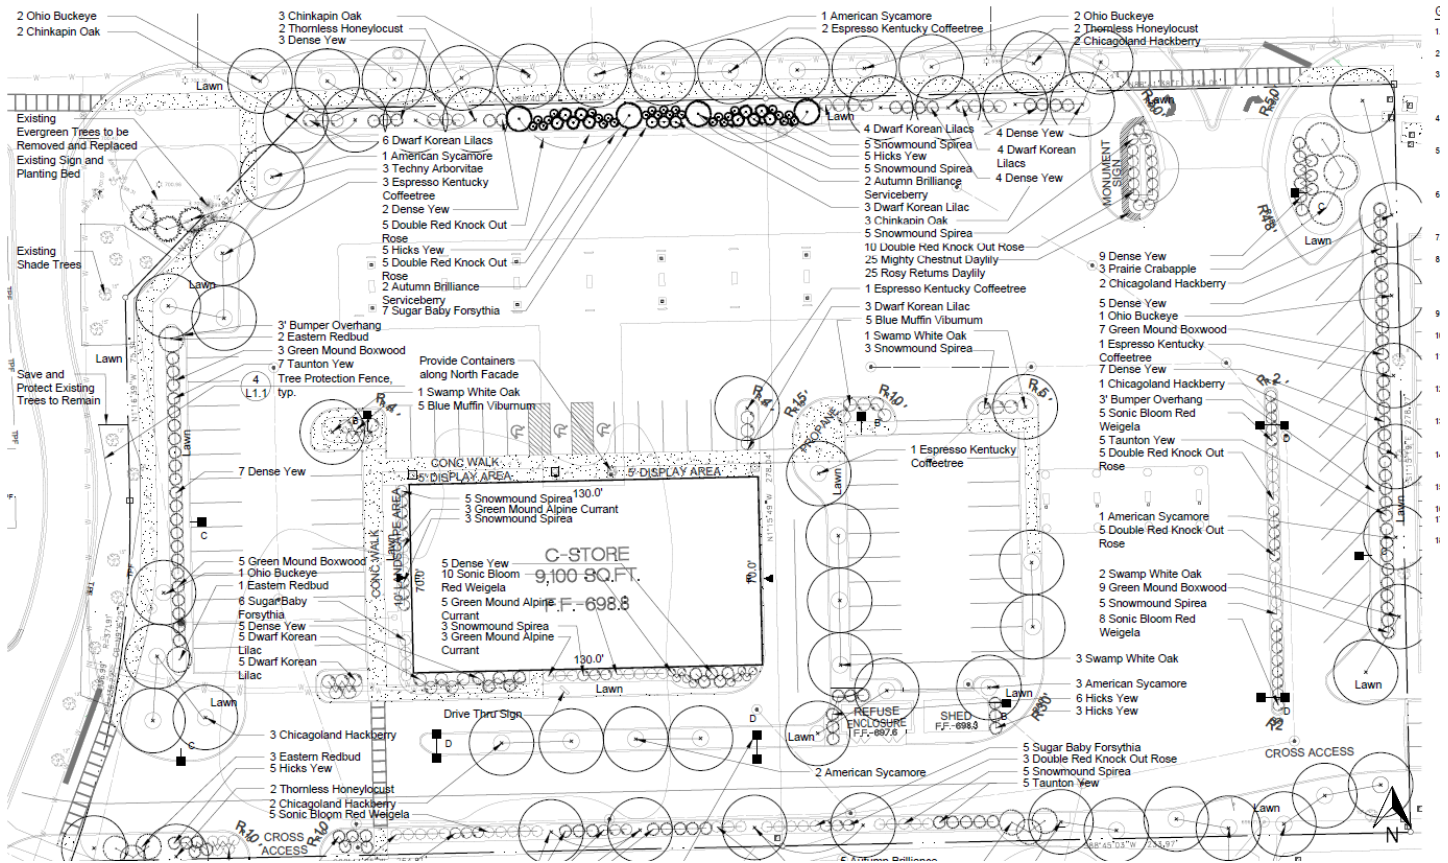 2 Ohio Buckeye
2 Chinkapin Oak
3 Chinkapin Oak
2 Thornless Honeylocust
3 Dense Yew
1 American Sycamore
2 Espresso Kentucky Coffeetree
2 Ohio Buckeye
2 Thornless Honeylocust
2 Chicagoland Hackberry
Lawn
Lawn
Lawn
Lawn
Existing
Evergreen Trees to be
Removed and Replaced
Existing Sign and
Planting Bed
Existing
Shade Trees
Lawn
Lawn
Save and
Protect Existing
Trees to Remain
6 Dwarf Korean Lilacs
1 American Sycamore
3 Techny Arborvitae
3 Espresso Kentucky
Coffeetree
2 Dense Yew
5 Double Red Knock Out
Rose
5 Hicks Yew
5 Double Red Knock Out
Rose
2 Autumn Brilliance
Serviceberry
7 Sugar Baby Forsythia
4 Dwarf Korean Lilacs
5 Snowmound Spirea
5 Hicks Yew
5 Snowmound Spirea
2 Autumn Brilliance
Serviceberry
3 Dwarf Korean Lilac
3 Chinkapin Oak
5 Snowmound Spirea
10 Double Red Knock Out Rose
25 Mighty Chestnut Daylily
25 Rosy Returns Daylily
1 Espresso Kentucky Coffeetree
3 Dwarf Korean Lilac
5 Blue Muffin Viburnum
1 Swamp White Oak
3 Snowmound Spirea
4 Dense Yew
4 Dwarf Korean
Lilacs
4 Dense Yew
MONUMENT
SIGN
Lawn
C
9 Dense Yew
3 Prairie Crabapple
2 Chicagoland Hackberry
5 Dense Yew
1 Ohio Buckeye
7 Green Mound Boxwood
1 Espresso Kentucky
Coffeetree
7 Dense Yew
1 Chicagoland Hackberry
3' Bumper Overhang
5 Sonic Bloom Red
Weigela
5 Taunton Yew
5 Double Red Knock Out
Rose
1 American Sycamore
5 Double Red Knock Out
Rose
2 Swamp White Oak
9 Green Mound Boxwood
5 Snowmound Spirea
8 Sonic Bloom Red
Weigela
3' Bumper Overhang
2 Eastern Redbud
3 Green Mound Boxwood
7 Taunton Yew
4
L1.1
Tree Protection Fence,
typ.
Provide Containers
along North Facade
1 Swamp White Oak
5 Blue Muffin Viburnum
PROPANE
1 Espresso Kentucky
Coffeetree
CONC WALK
5' DISPLAY AREA
5' DISPLAY AREA
Lawn
7 Dense Yew
C
CONC WALK
Lawn
10' LANDSCAPE AREA
5 Snowmound Spirea
130.0'
3 Green Mound Alpine Currant
3 Snowmound Spirea
C-STORE
9,100 SQ.FT.
F.F.-698.8
70.0'
70.0'
5 Dense Yew
10 Sonic Bloom
Red Weigela
5 Green Mound Alpine
Currant
3 Snowmound Spirea
3 Green Mound Alpine
Currant
130.0'
Lawn
Lawn
5 Green Mound Boxwood
1 Ohio Buckeye
1 Eastern Redbud
6 Sugar Baby
Forsythia
5 Dense Yew
5 Dwarf Korean
Lilac
5 Dwarf Korean
Lilac
Lawn
Drive Thru Sign
D
D
3 Swamp White Oak
3 American Sycamore
6 Hicks Yew
3 Hicks Yew
Lawn
Lawn
Lawn
REFUSE
ENCLOSURE
F.F.-697.6
SHED
F.F.-698.3
B
CROSS ACCESS
3 Chicagoland Hackberry
3 Eastern Redbud
5 Hicks Yew
2 Thornless Honeylocust
2 Chicagoland Hackberry
5 Sonic Bloom Red Weigela
2 American Sycamore
5 Sugar Baby Forsythia
3 Double Red Knock Out Rose
5 Snowmound Spirea
5 Taunton Yew
Lawn
CROSS
ACCESS
N